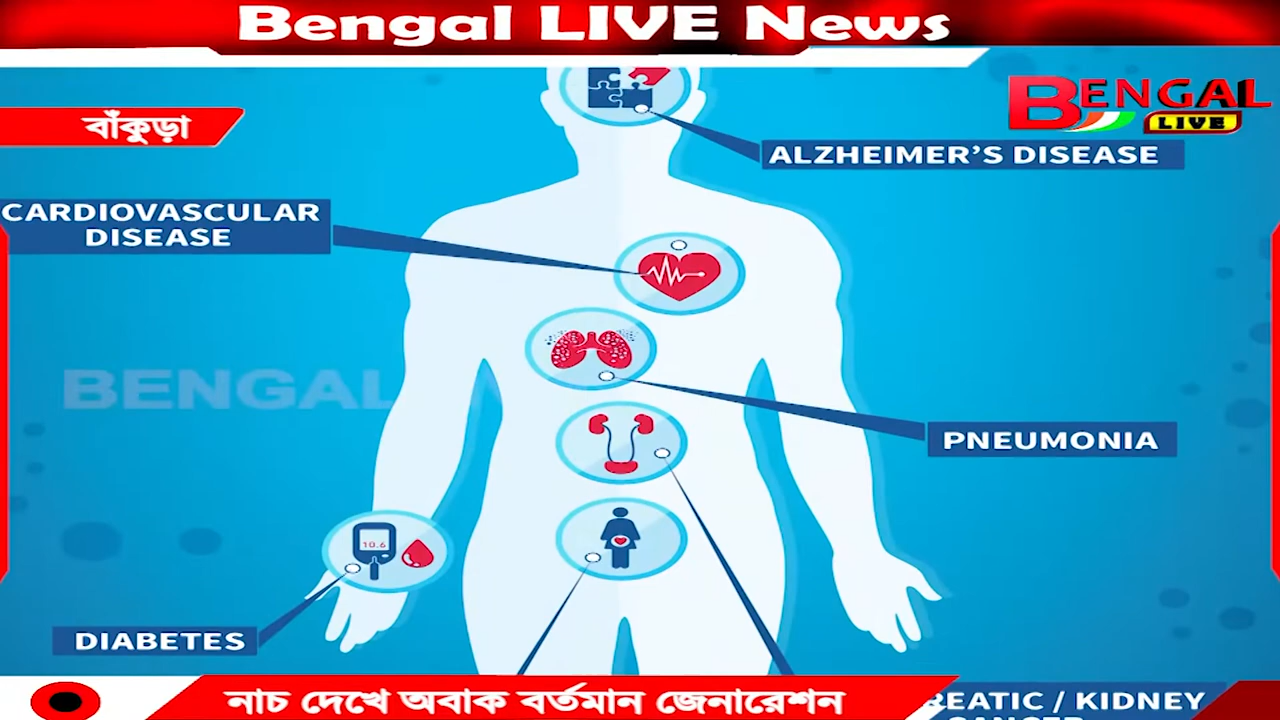 Bengal LIVE News
BENGAL
LIVE
বাঁকুড়া
ALZHEIMER'S DISEASE
CARDIOVASCULAR
DISEASE
BENGAL
PNEUMONIA
10.6
DIABETES
নাচ দেখে অবাক বর্তমান জেনারেশন
/ KIDNEY